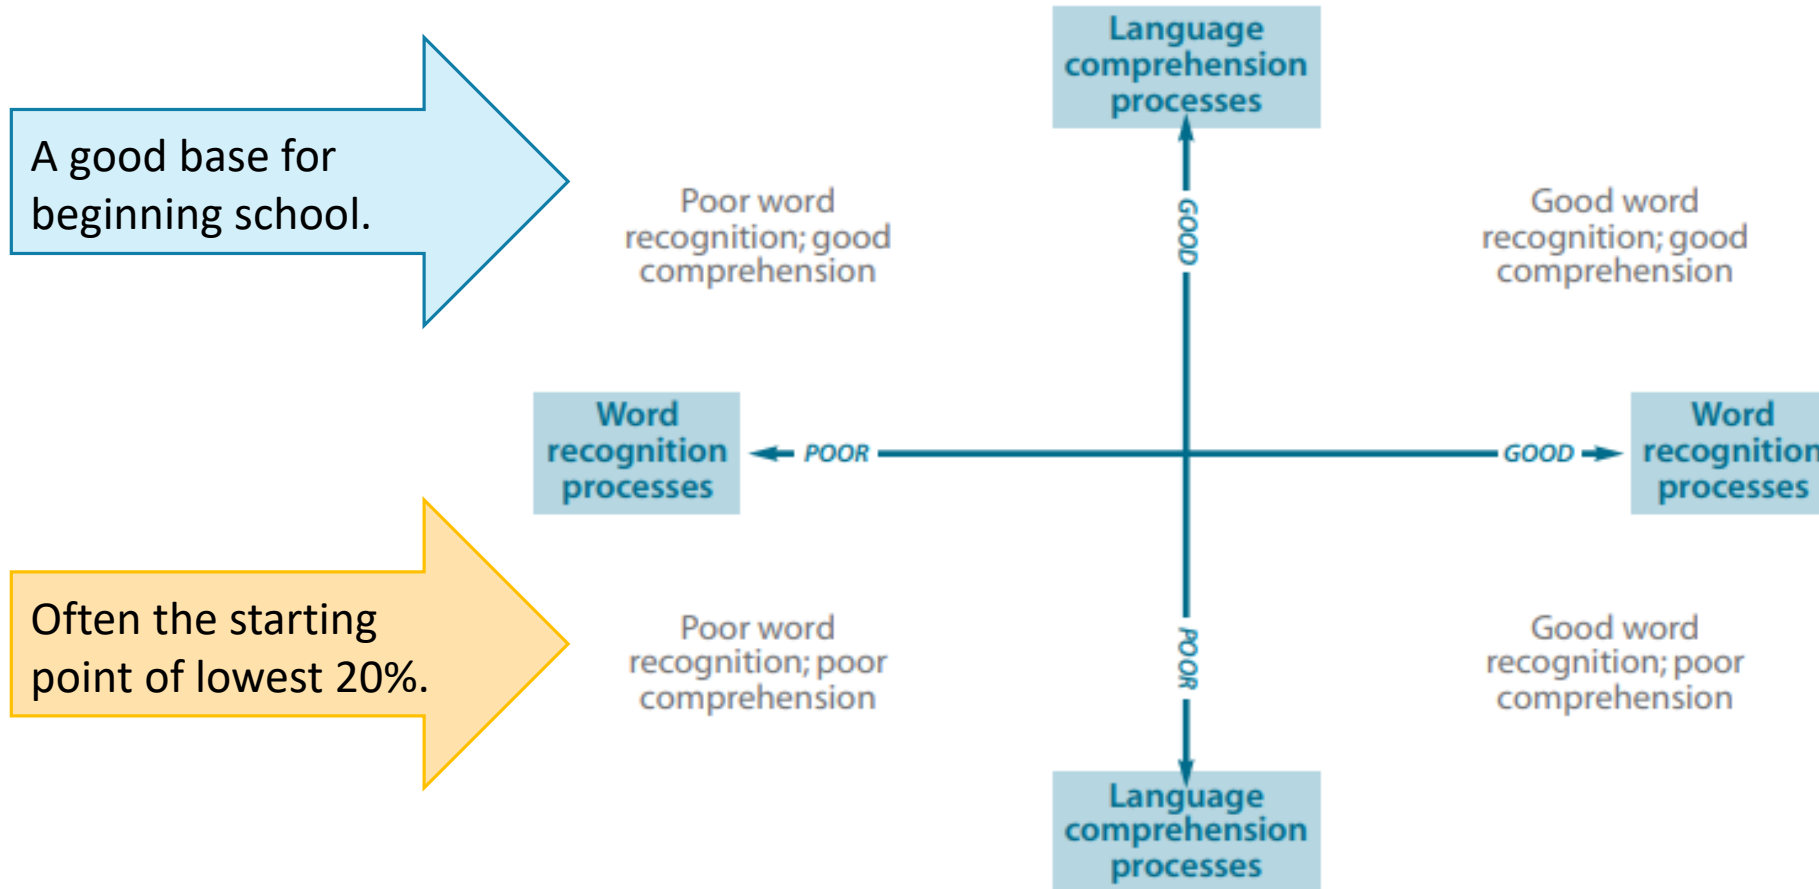 Language
comprehension
processes
A good base for
beginning school.
Poor word
recognition; good
comprehension
GOOD
Good word
recognition; good
comprehension
Word
recognition
processes
POOR
GOOD
Word
recognition
processes
Often the starting
point of lowest 20%.
Poor word
recognition; poor
comprehension
POOR
Good word
recognition; poor
comprehension
Language
comprehension
processes